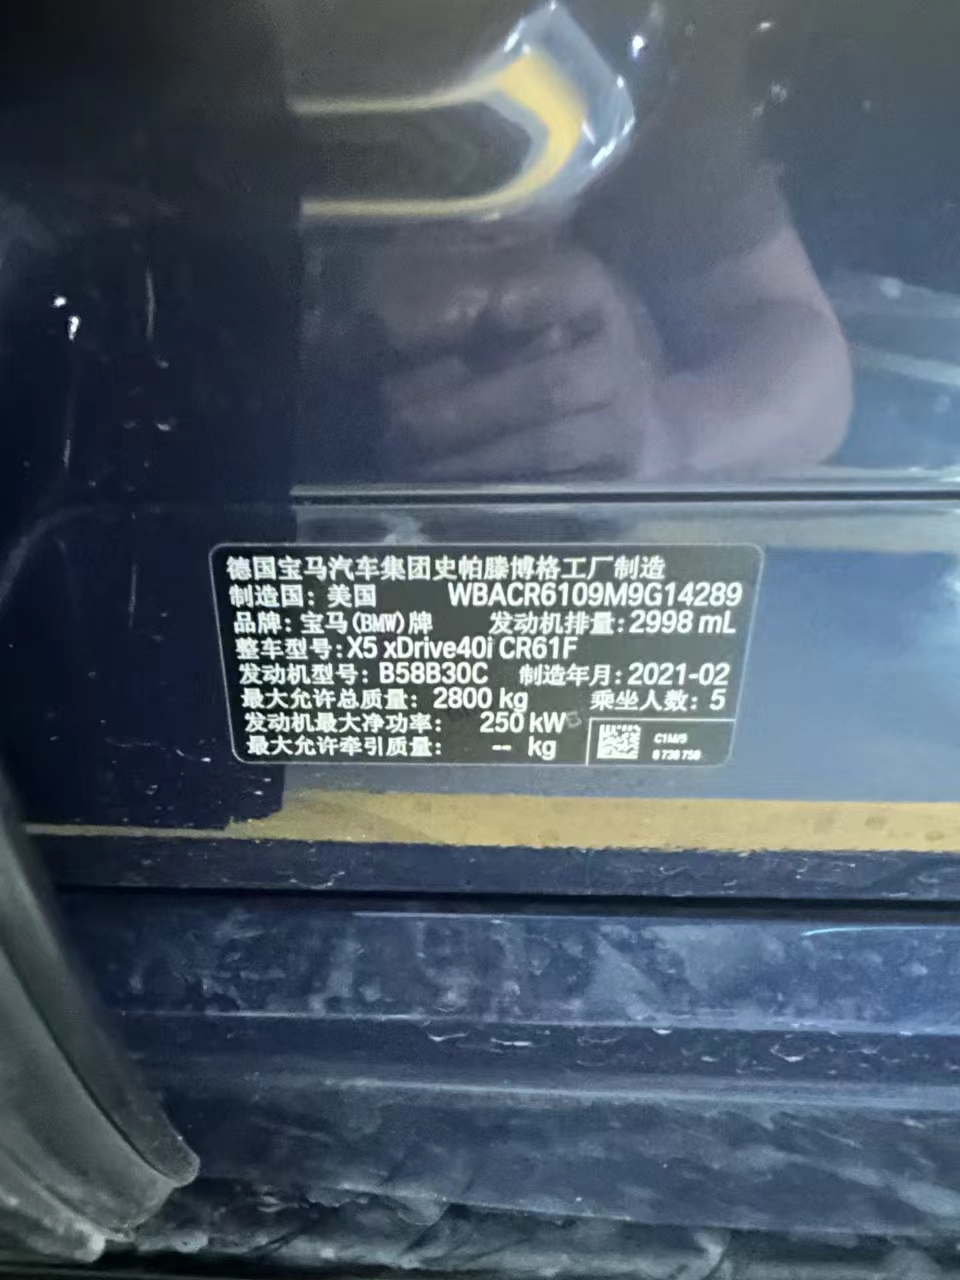 德国宝马汽车集团史帕滕博格工厂制造
制造国：美国 WBACR6109M9G14289
品牌：宝马(BMW)牌 发动机排量：2998 mL
整车型号：X5 xDrive40i CR61F
发动机型号：B58B30C 制造年月：2021-02
最大允许总质量：2800 kg 乘坐人数：5
发动机最大净功率：250 kW
最大允许牵引质量：-- kg
C1M/5